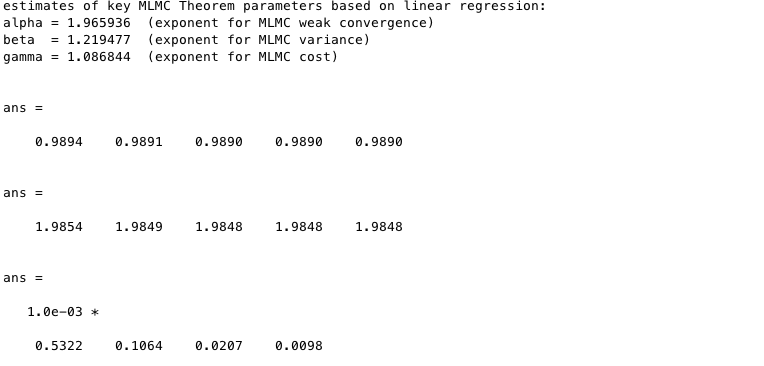 estimates of key MLMC Theorem parameters based on linear regression:
alpha = 1.965936  (exponent for MLMC weak convergence)
beta  = 1.219477  (exponent for MLMC variance)
gamma = 1.086844  (exponent for MLMC cost)
ans =
0.9894    0.9891    0.9890    0.9890    0.9890
ans =
1.9854    1.9849    1.9848    1.9848    1.9848
ans =
1.0e-03 *
0.5322    0.1064    0.0207    0.0098